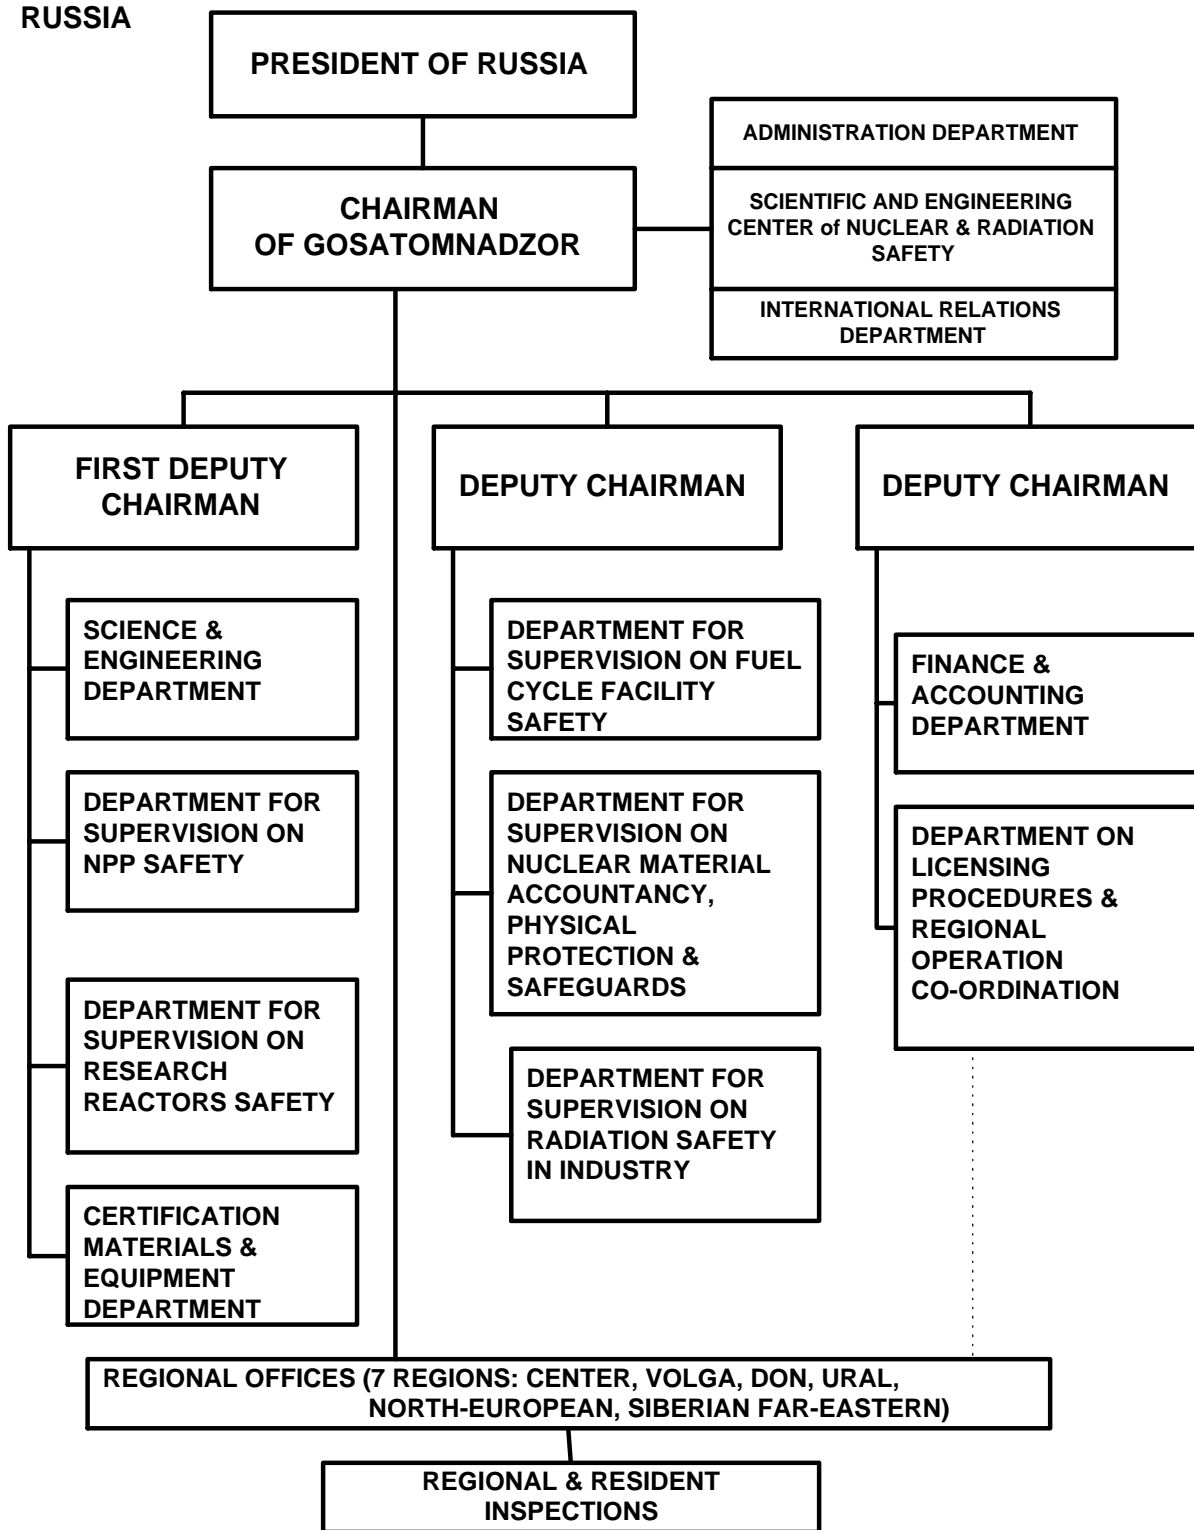 RUSSIA
PRESIDENT OF RUSSIA
ADMINISTRATION DEPARTMENT
CHAIRMAN
OF GOSATOMNADZOR
SCIENTIFIC AND ENGINEERING
CENTER of NUCLEAR & RADIATION
SAFETY
INTERNATIONAL RELATIONS
DEPARTMENT
FIRST DEPUTY
CHAIRMAN
DEPUTY CHAIRMAN
DEPUTY CHAIRMAN
SCIENCE &
ENGINEERING
DEPARTMENT
DEPARTMENT FOR
SUPERVISION ON
NPP SAFETY
DEPARTMENT FOR
SUPERVISION ON
RESEARCH
REACTORS SAFETY
CERTIFICATION
MATERIALS &
EQUIPMENT
DEPARTMENT
DEPARTMENT FOR
SUPERVISION ON FUEL
CYCLE FACILITY
SAFETY
DEPARTMENT FOR
SUPERVISION ON
NUCLEAR MATERIAL
ACCOUNTANCY,
PHYSICAL
PROTECTION &
SAFEGUARDS
DEPARTMENT FOR
SUPERVISION ON
RADIATION SAFETY
IN INDUSTRY
FINANCE &
ACCOUNTING
DEPARTMENT
DEPARTMENT ON
LICENSING
PROCEDURES &
REGIONAL
OPERATION
CO-ORDINATION
REGIONAL OFFICES (7 REGIONS: CENTER, VOLGA, DON, URAL,
NORTH-EUROPEAN, SIBERIAN FAR-EASTERN)
REGIONAL & RESIDENT
INSPECTIONS